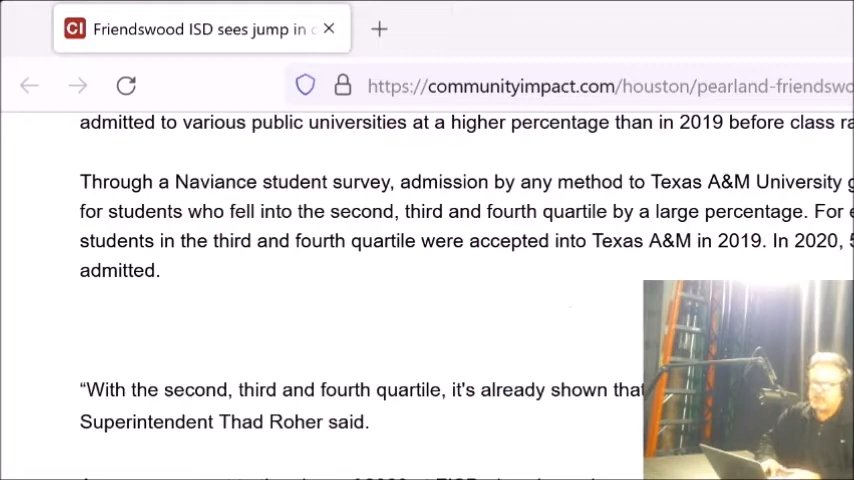 CI Friendswood ISD sees jump in
https://communityimpact.com/houston/pearland-friendswo
admitted to various public universities at a higher percentage than in 2019 before class ra
Through a Naviance student survey, admission by any method to Texas A&M University g
for students who fell into the second, third and fourth quartile by a large percentage. For e
students in the third and fourth quartile were accepted into Texas A&M in 2019. In 2020, 5
admitted.
“With the second, third and fourth quartile, it's already shown that
Superintendent Thad Roher said.